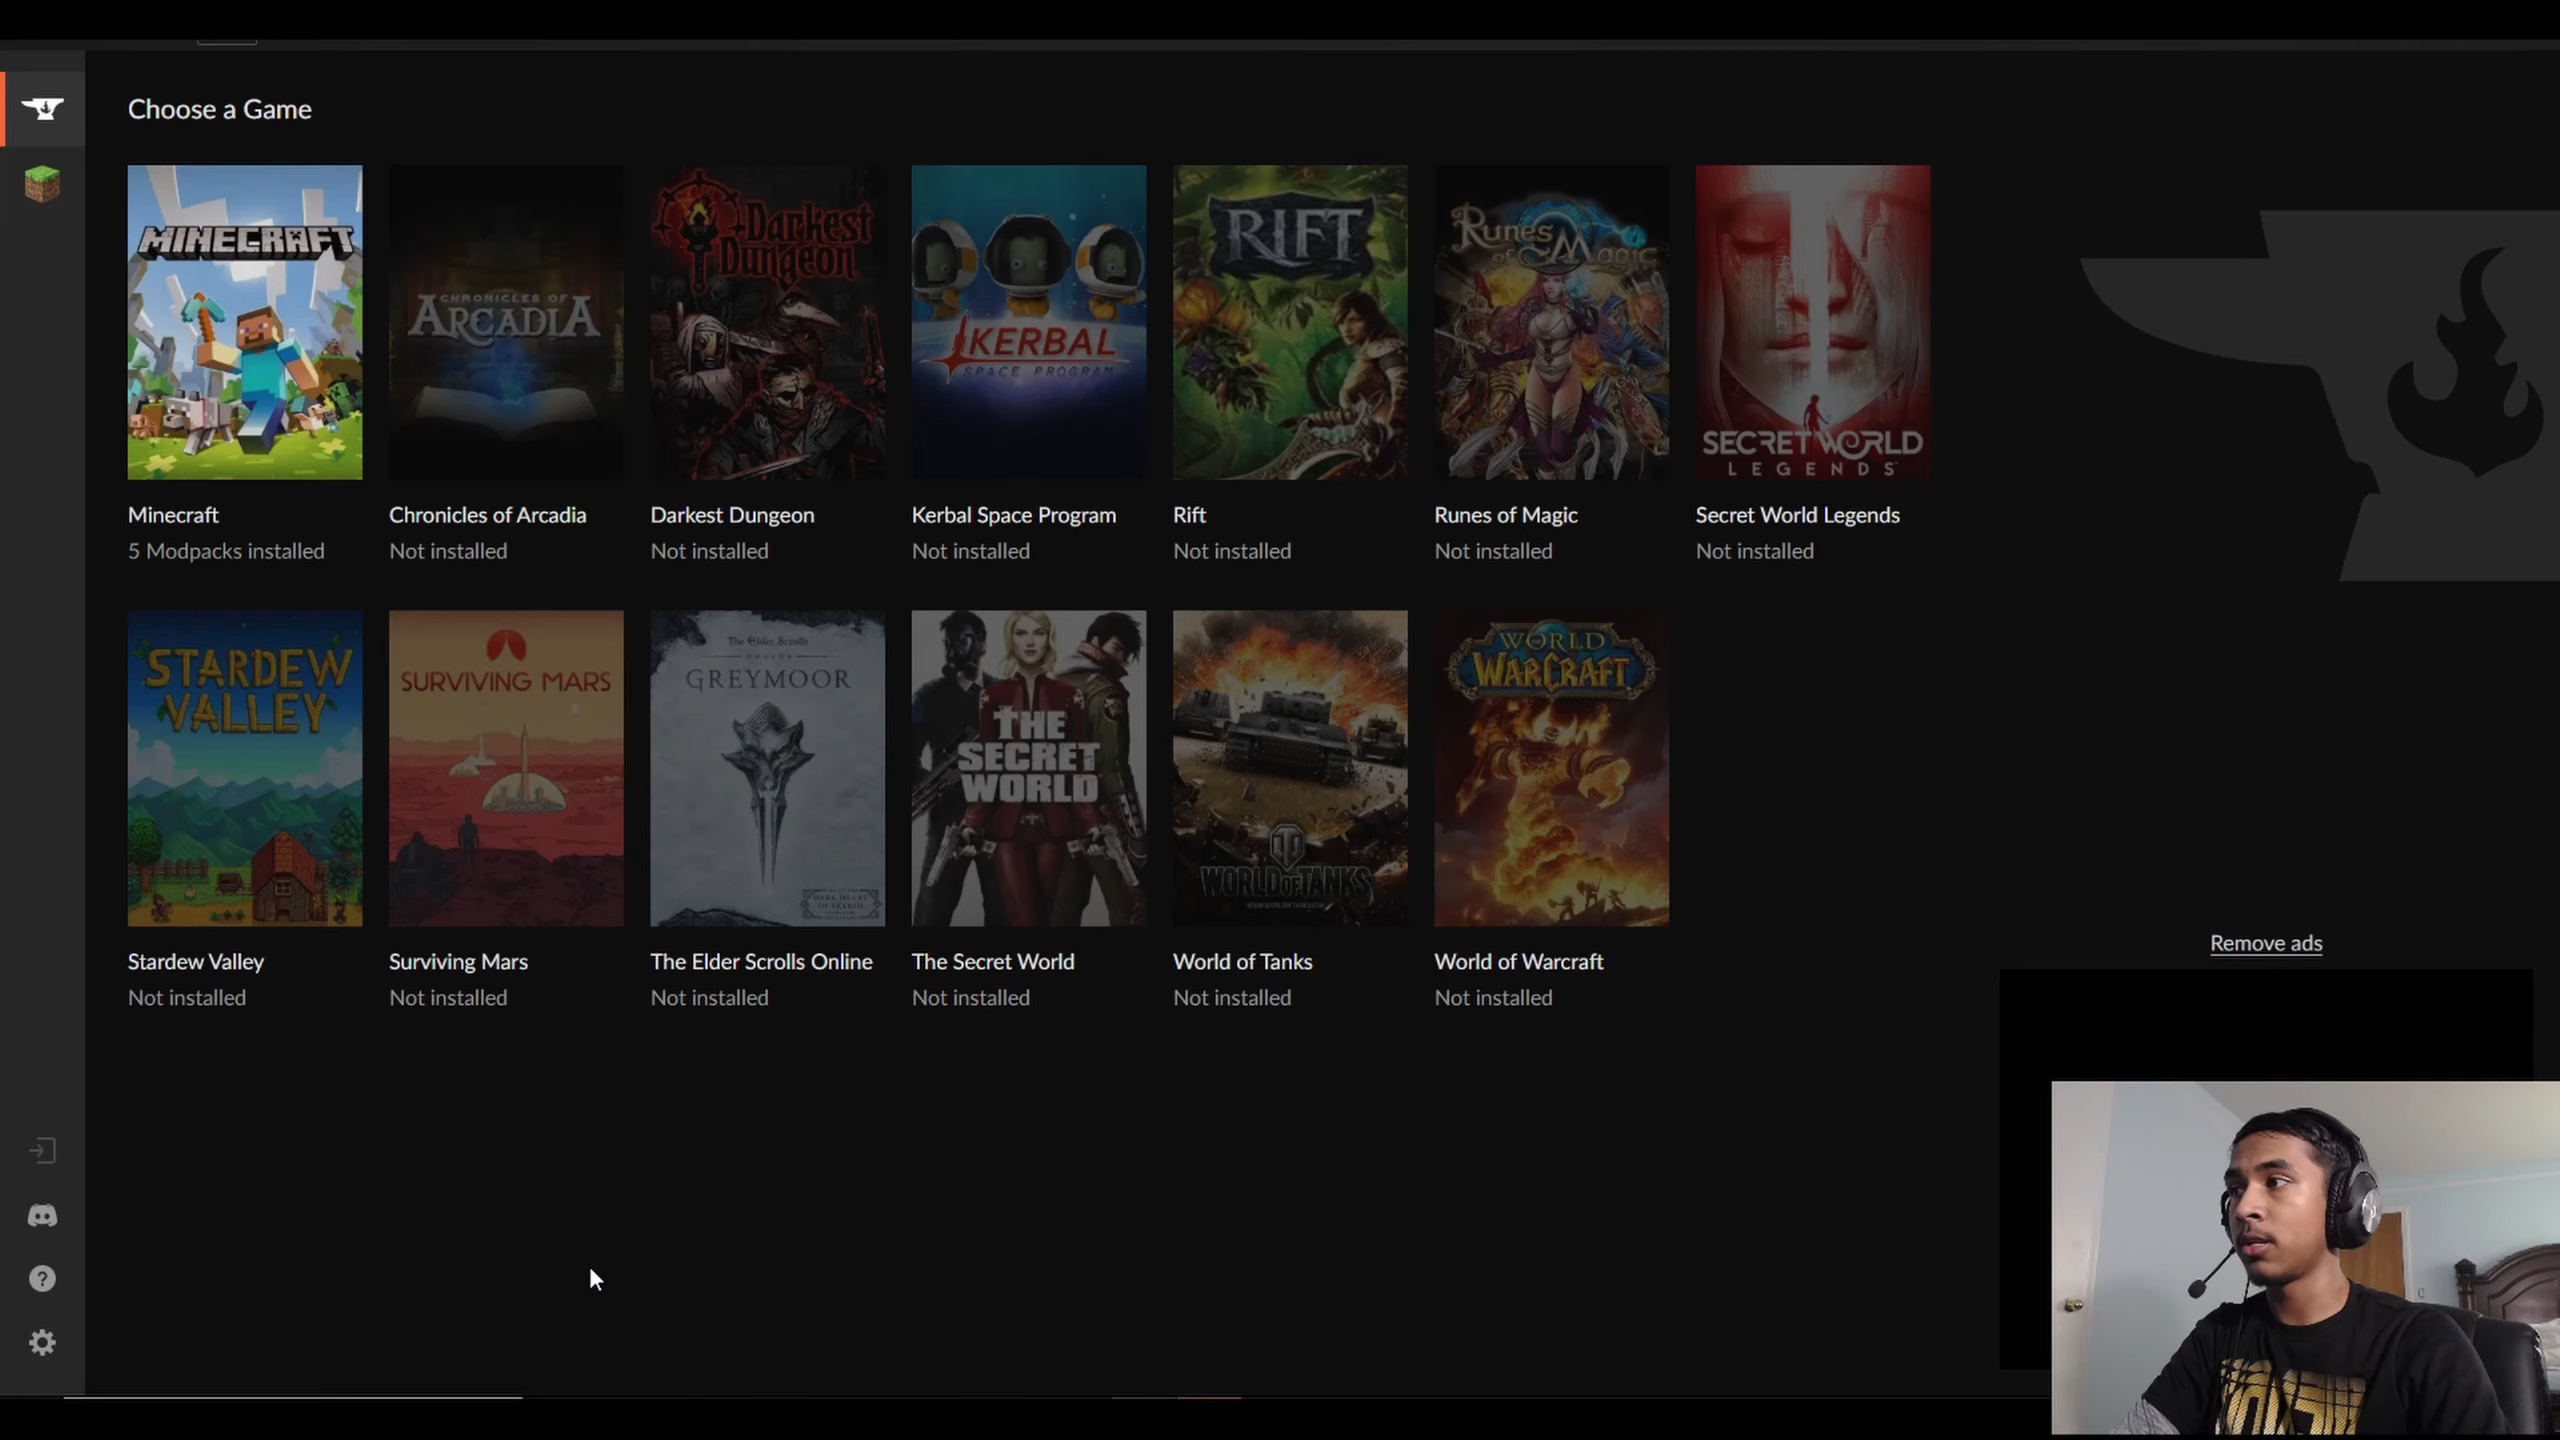 Choose a Game
MINECRAFT
CHRONICLES OF
ARCADIA
Darkest
Dungeon
KERBAL
SPACE PROGRAM
RIFT
Runes
of Magic
SECRET WORLD
LEGENDS
Minecraft
Chronicles of Arcadia
Darkest Dungeon
Kerbal Space Program
Rift
Runes of Magic
Secret World Legends
5 Modpacks installed
Not installed
Not installed
Not installed
Not installed
Not installed
Not installed
STARDEW
VALLEY
SURVIVING MARS
The Elder Scrolls
ONLINE
GREYMOOR
THE
SECRET
WORLD
WORLD OF TANKS
WORLD
WARCRAFT
Stardew Valley
Surviving Mars
The Elder Scrolls Online
The Secret World
World of Tanks
World of Warcraft
Not installed
Not installed
Not installed
Not installed
Not installed
Not installed
Remove ads